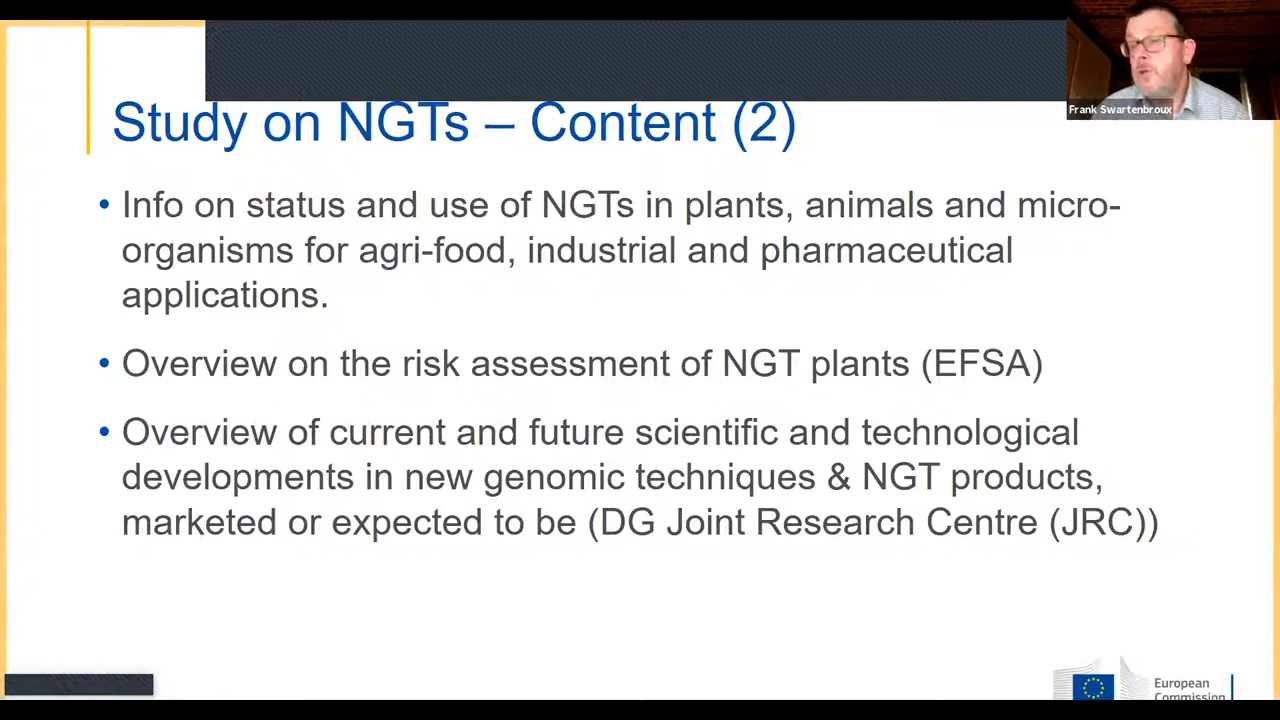 Frank Swartenbroux
Study on NGTs – Content (2)
• Info on status and use of NGTs in plants, animals and micro-
organisms for agri-food, industrial and pharmaceutical
applications.
• Overview on the risk assessment of NGT plants (EFSA)
• Overview of current and future scientific and technological
developments in new genomic techniques & NGT products,
marketed or expected to be (DG Joint Research Centre (JRC))
European
Commission